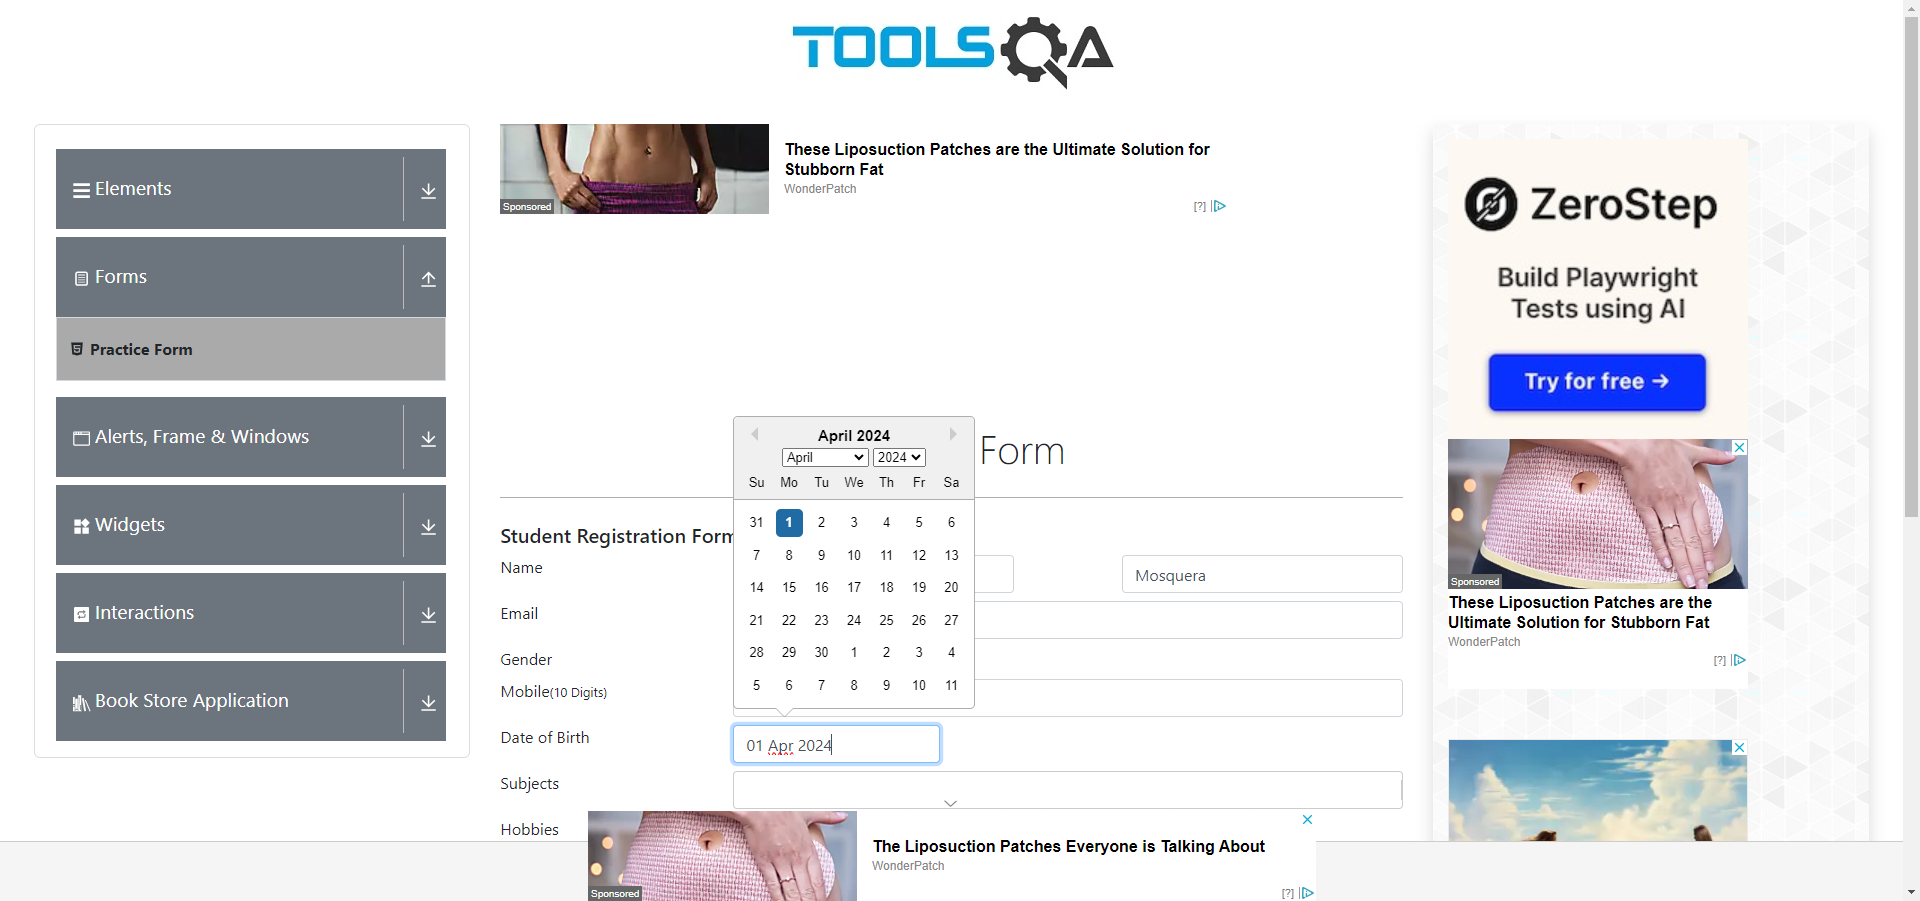 TOOLSQA
Elements
Forms
Practice Form
Alerts, Frame & Windows
Widgets
Interactions
Book Store Application
Sponsored
These Liposuction Patches are the Ultimate Solution for
Stubborn Fat
WonderPatch
[?]
Form
April 2024
April 2024
Su Mo Tu We Th Fr Sa
31 1 2 3 4 5 6
7 8 9 10 11 12 13
14 15 16 17 18 19 20
21 22 23 24 25 26 27
28 29 30 1 2 3 4
5 6 7 8 9 10 11
Student Registration Form
Name
Mosquera
Email
Gender
Mobile(10 Digits)
Date of Birth
01 Apr 2024
Subjects
Hobbies
Sponsored
The Liposuction Patches Everyone is Talking About
WonderPatch
[?]
ZeroStep
Build Playwright
Tests using AI
Try for free →
Sponsored
These Liposuction Patches are the
Ultimate Solution for Stubborn Fat
WonderPatch
[?]